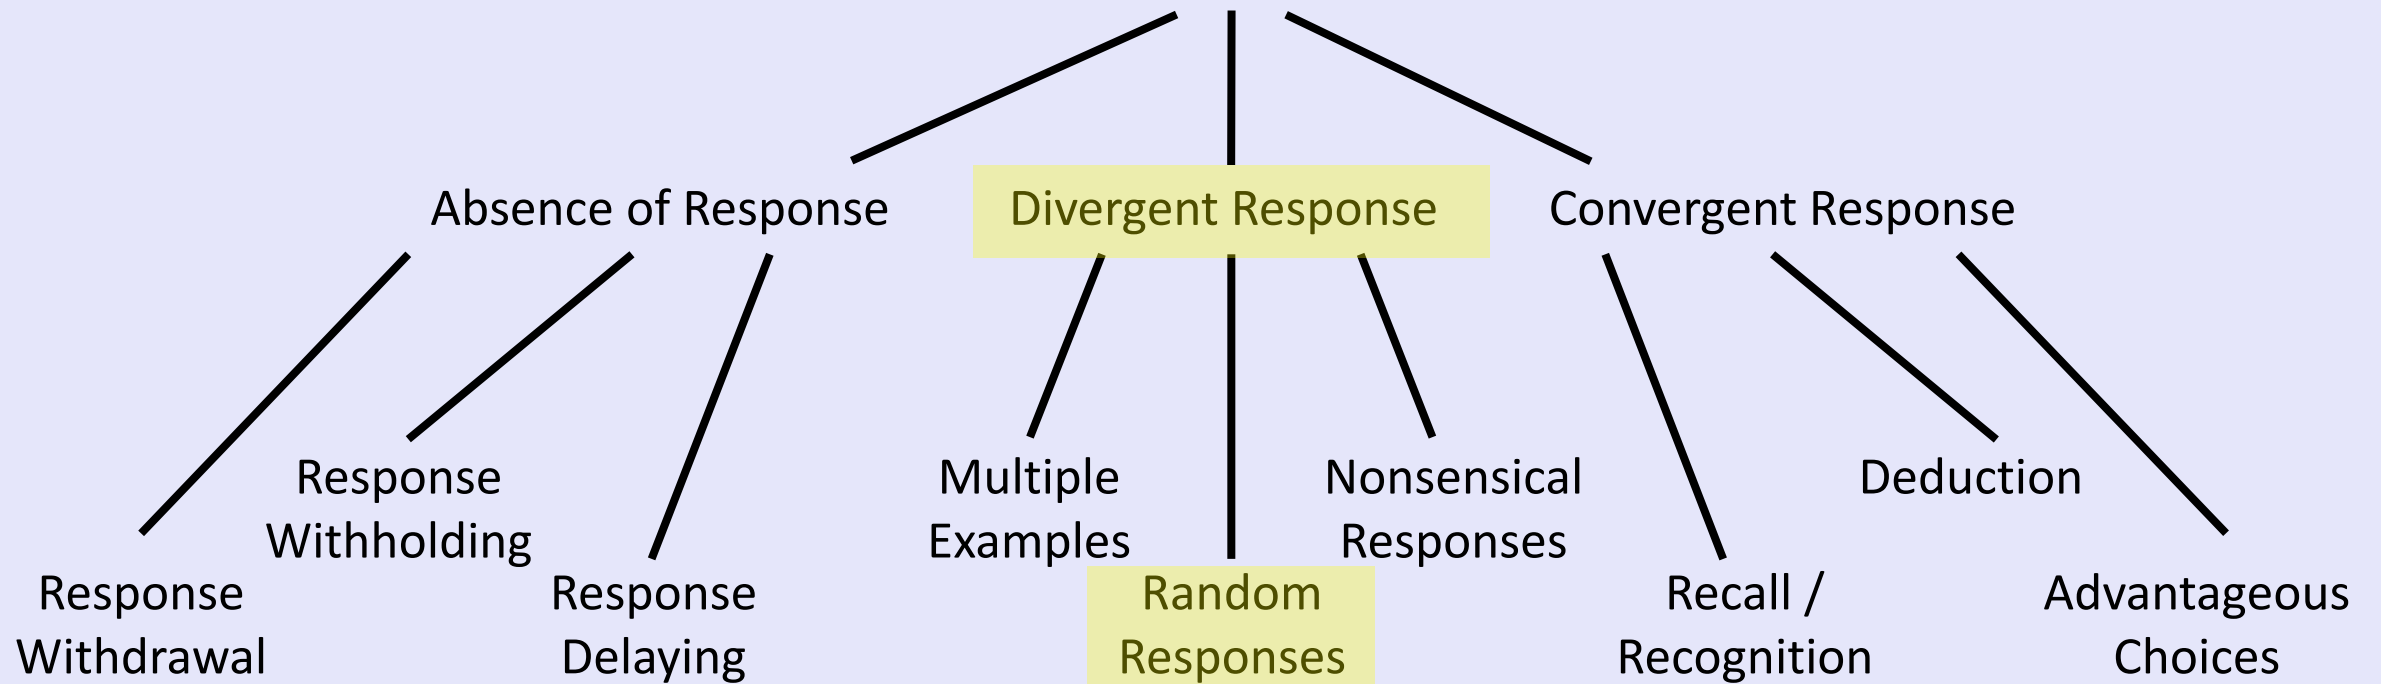 Absence of Response
Divergent Response
Convergent Response
Response
Withholding
Response
Withdrawal
Response
Delaying
Multiple
Examples
Random
Responses
Nonsensical
Responses
Recall /
Recognition
Deduction
Advantageous
Choices